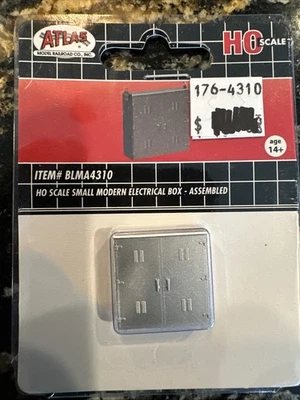 ATLAS
MODEL RAILROAD CO., INC.
HO
SCALE
176-4310
$
age
14+
ITEM# BLMA4310
HO SCALE SMALL MODERN ELECTRICAL BOX - ASSEMBLED